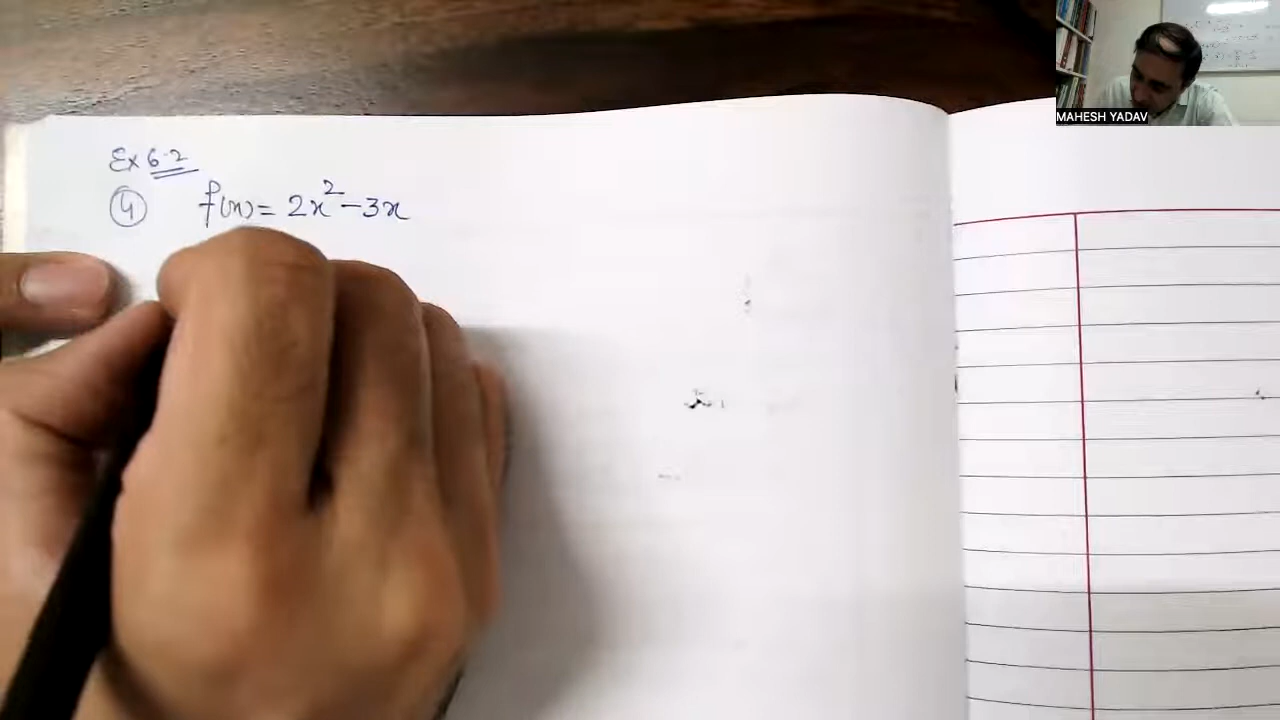 Ex 6.2
4 f(x) = 2x² - 3x
MAHESH YADAV